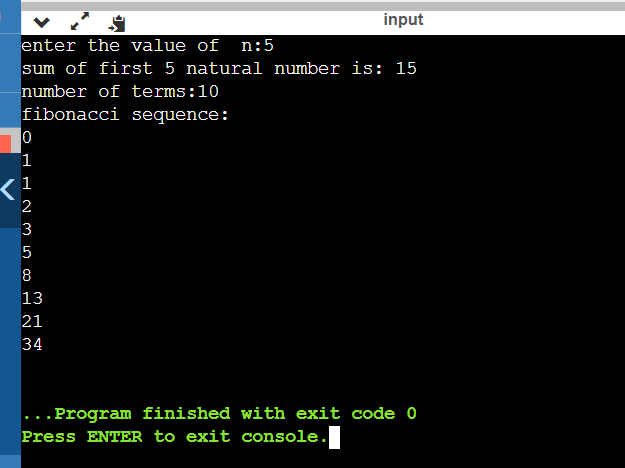 input
enter the value of  n:5
sum of first 5 natural number is: 15
number of terms:10
fibonacci sequence:
0
1
1
2
3
5
8
13
21
34
...Program finished with exit code 0
Press ENTER to exit console.